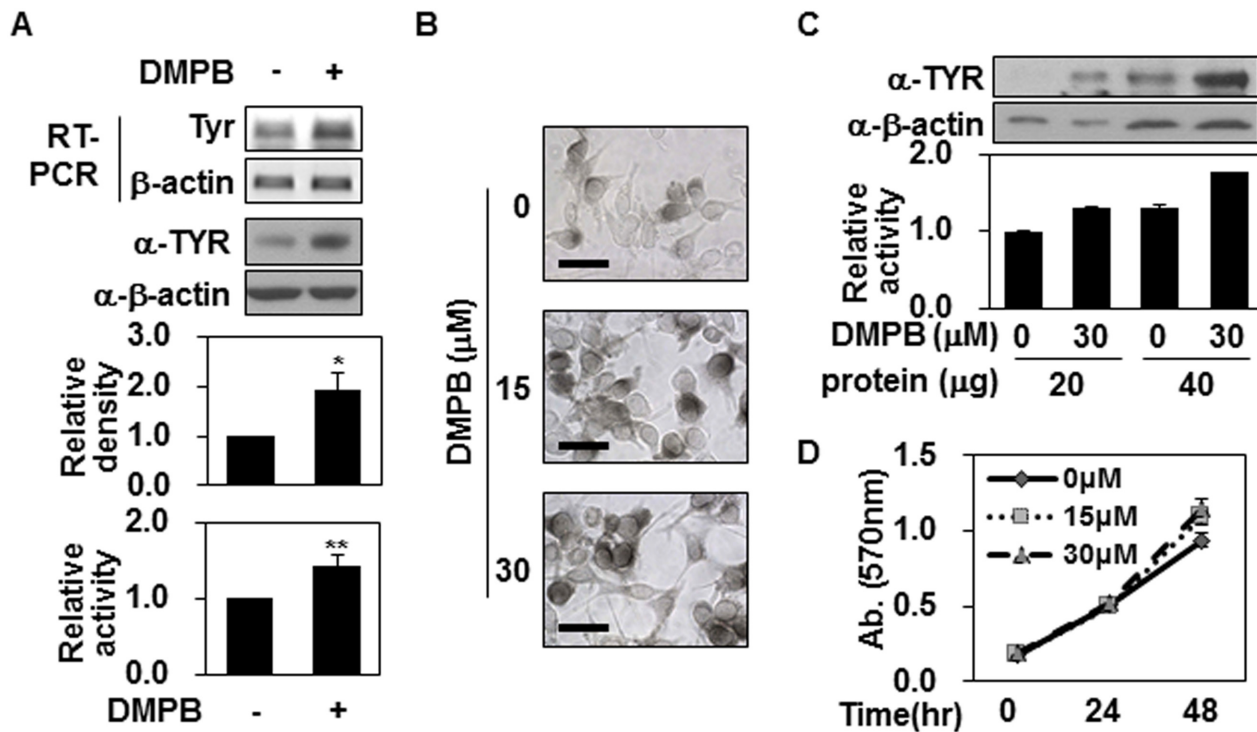 A
DMPB - +
RT-
PCR
Tyr
β-actin
α-TYR
α-β-actin
3.0
2.0
1.0
0.0
Relative
density
*
2.0
1.0
0.0
Relative
activity
**
DMPB - +
B
DMPB (μM)
0
15
30
C
α-TYR
α-β-actin
2.0
1.0
0.0
Relative
activity
DMPB (μM) 0 30 0 30
protein (μg) 20 40
D
1.5
1.0
0.5
0.0
Ab. (570nm)
0μM
15μM
30μM
Time(hr) 0 24 48